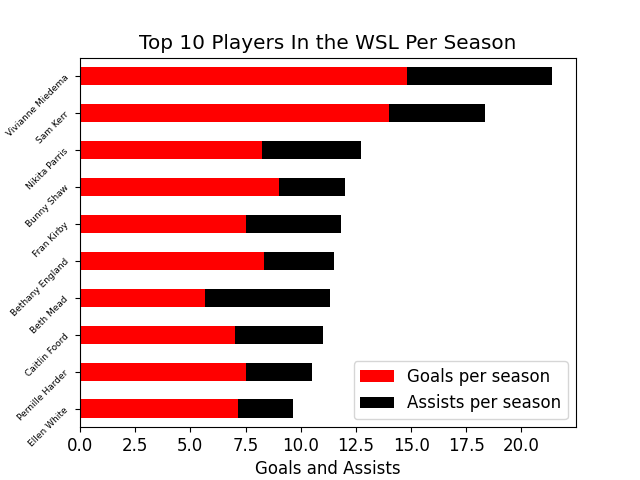 Top 10 Players In the WSL Per Season
Vivianne Miedema
Sam Kerr
Nikita Parris
Bunny Shaw
Fran Kirby
Bethany England
Beth Mead
Caitlin Foord
Pernille Harder
Ellen White
Goals per season
Assists per season
0.0 2.5 5.0 7.5 10.0 12.5 15.0 17.5 20.0
Goals and Assists